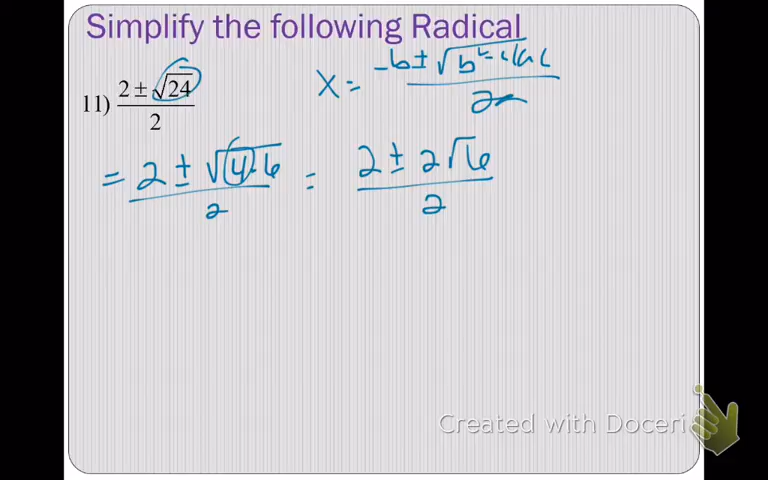 Simplify the following Radical
11) (2 ± √24)/2
x = (-b ± √(b² - 4ac))/2a
= (2 ± √(4·6))/2 = (2 ± 2√6)/2
Created with Doceri